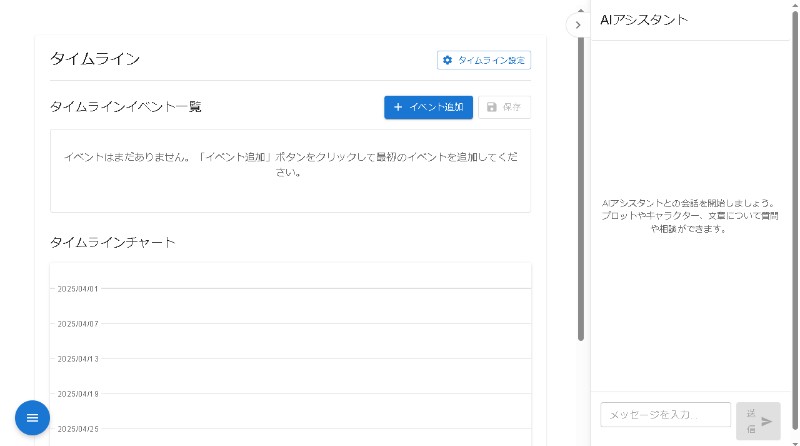 タイムライン
タイムライン設定
タイムラインイベント一覧
イベント追加
保存
イベントはまだありません。「イベント追加」ボタンをクリックして最初のイベントを追加してくだ
さい。
タイムラインチャート
2025/04/01
2025/04/07
2025/04/13
2025/04/19
2025/04/25
AIアシスタント
AIアシスタントとの会話を開始しましょう。
プロットやキャラクター、文章について質問
や相談ができます。
メッセージを入力...
送
信